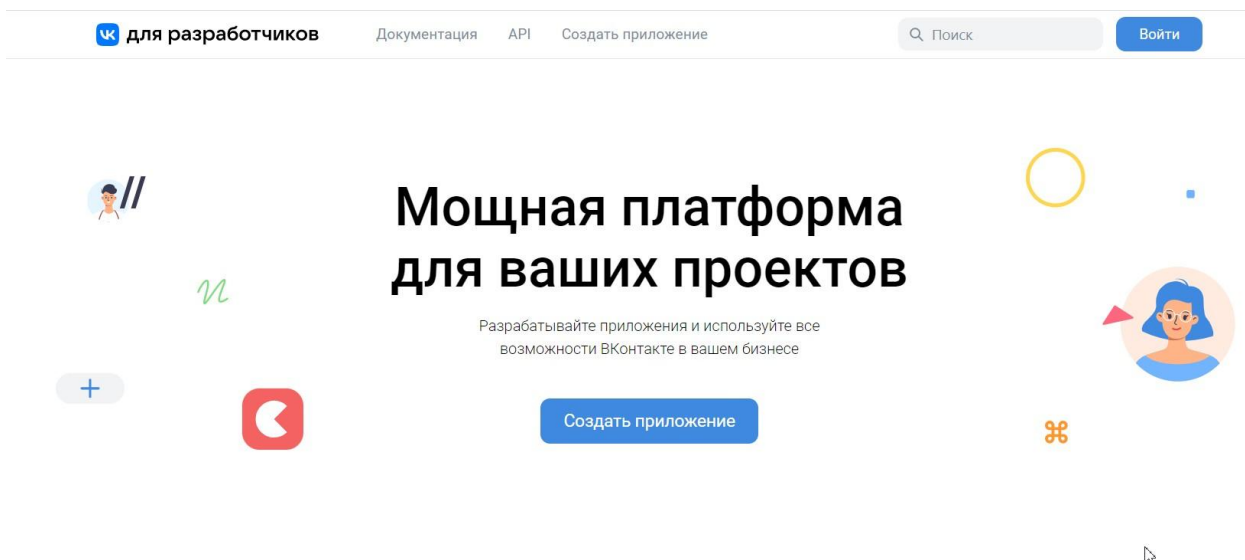 для разработчиков
Документация
API
Создать приложение
Поиск
Войти
Мощная платформа
для ваших проектов
Разрабатывайте приложения и используйте все
возможности ВКонтакте в вашем бизнесе
Создать приложение